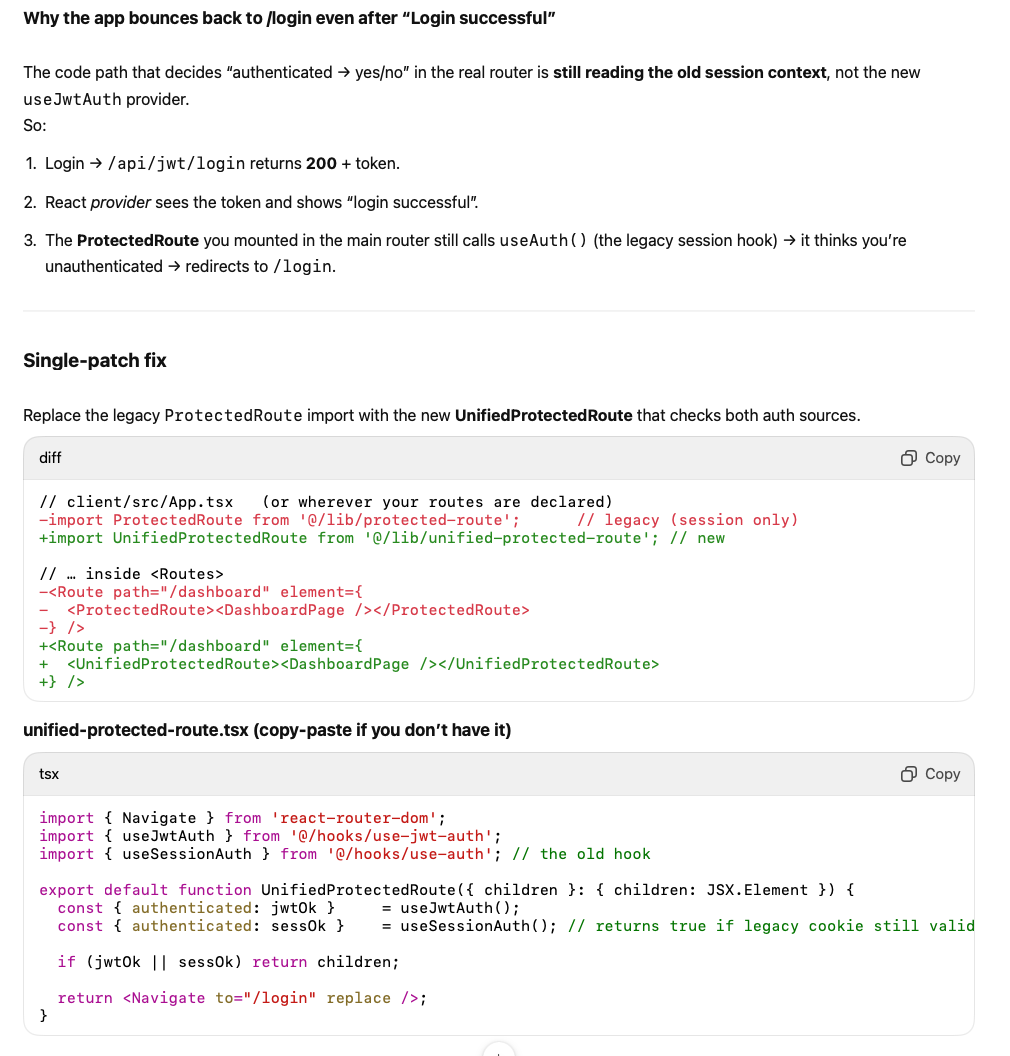 Why the app bounces back to /login even after “Login successful”
The code path that decides “authenticated → yes/no” in the real router is still reading the old session context, not the new
useJwtAuth provider.
So:
1. Login → /api/jwt/login returns 200 + token.
2. React provider sees the token and shows “login successful”.
3. The ProtectedRoute you mounted in the main router still calls useAuth() (the legacy session hook) → it thinks you’re
unauthenticated → redirects to /login.
Single-patch fix
Replace the legacy ProtectedRoute import with the new UnifiedProtectedRoute that checks both auth sources.
diff Copy
// client/src/App.tsx   (or wherever your routes are declared)
-import ProtectedRoute from '@/lib/protected-route';      // legacy (session only)
+import UnifiedProtectedRoute from '@/lib/unified-protected-route'; // new
// … inside <Routes>
-<Route path="/dashboard" element={
-  <ProtectedRoute><DashboardPage /></ProtectedRoute>
-} />
+<Route path="/dashboard" element={
+  <UnifiedProtectedRoute><DashboardPage /></UnifiedProtectedRoute>
+} />
unified-protected-route.tsx (copy-paste if you don’t have it)
tsx Copy
import { Navigate } from 'react-router-dom';
import { useJwtAuth } from '@/hooks/use-jwt-auth';
import { useSessionAuth } from '@/hooks/use-auth'; // the old hook
export default function UnifiedProtectedRoute({ children }: { children: JSX.Element }) {
  const { authenticated: jwtOk }     = useJwtAuth();
  const { authenticated: sessOk }    = useSessionAuth(); // returns true if legacy cookie still valid
  if (jwtOk || sessOk) return children;
  return <Navigate to="/login" replace />;
}